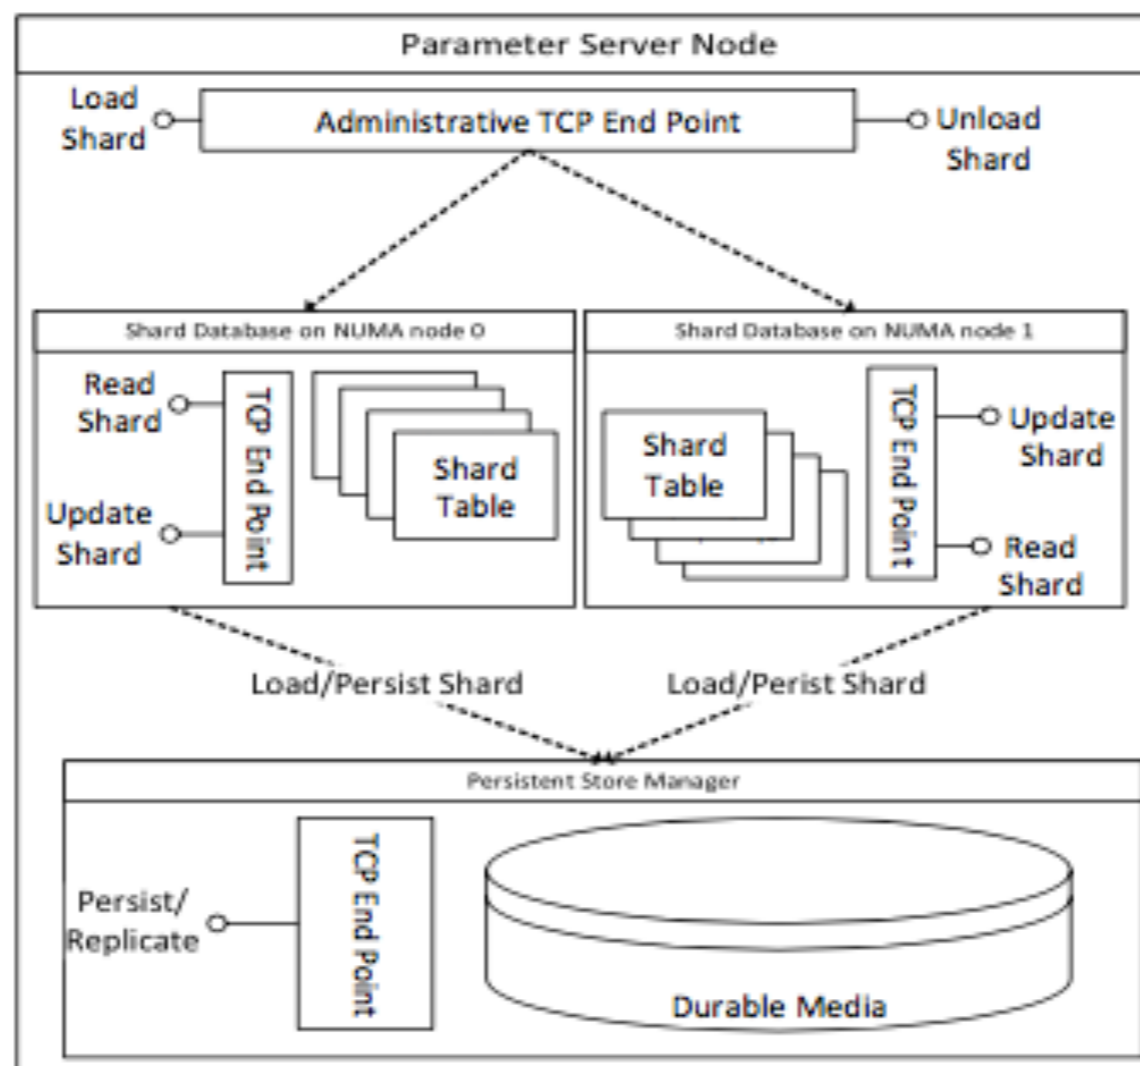 Parameter Server Node
Load
Shard
Administrative TCP End Point
Unload
Shard
Shard Database on NUMA node 0
Read
Shard
Update
Shard
TCP End Point
Shard
Table
Shard Database on NUMA node 1
Shard
Table
TCP End Point
Update
Shard
Read
Shard
Load/Persist Shard
Load/Perist Shard
Persistent Store Manager
Persist/
Replicate
TCP End Point
Durable Media